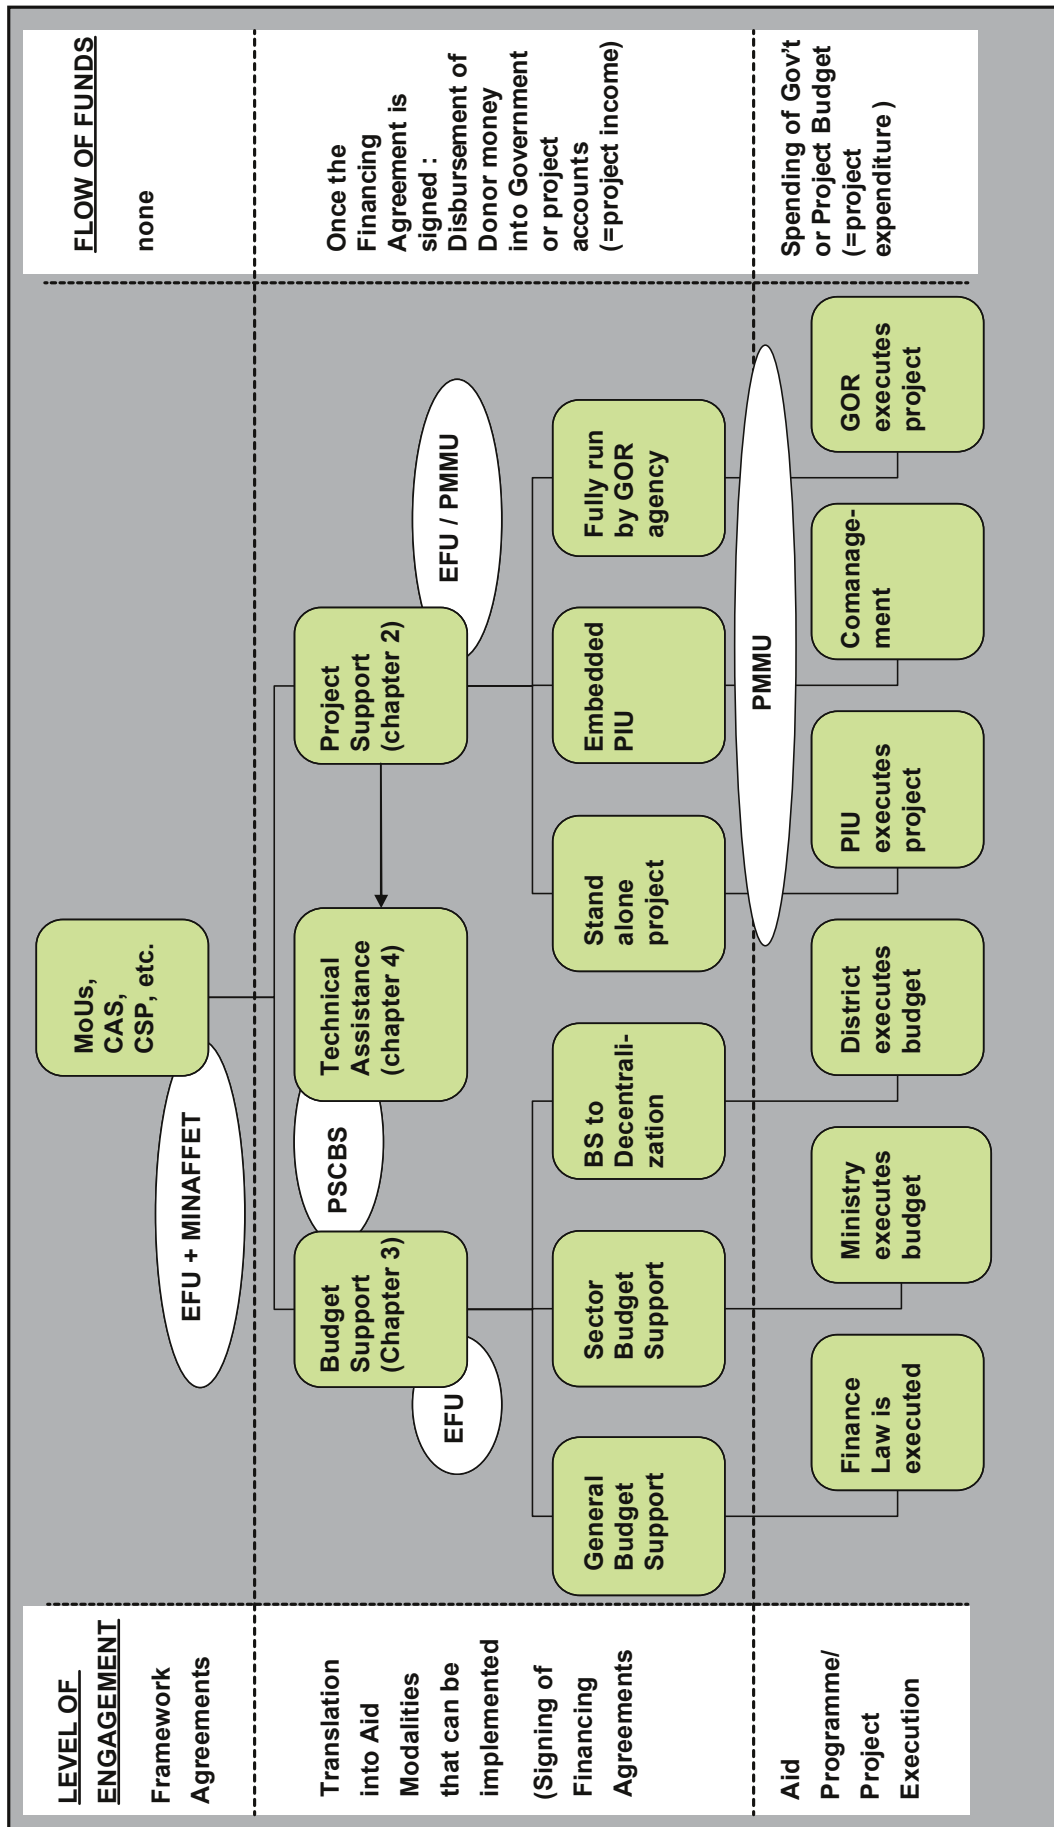 LEVEL OF
ENGAGEMENT
Framework
Agreements
MoUs,
CAS,
CSP, etc.
EFU + MINAFFET
FLOW OF FUNDS
none
Translation
into Aid
Modalities
that can be
implemented
(Signing of
Financing
Agreements
Budget
Support
(Chapter 3)
EFU
PSCBS
Technical
Assistance
(chapter 4)
Project
Support
(chapter 2)
EFU / PMMU
General
Budget
Support
Sector
Budget
Support
BS to
Decentrali-
zation
Stand
alone
project
Embedded
PIU
Fully run
by GOR
agency
Once the
Financing
Agreement is
signed :
Disbursement of
Donor money
into Government
or project
accounts
(=project income)
PMMU
Aid
Programme/
Project
Execution
Finance
Law is
executed
Ministry
executes
budget
District
executes
budget
PIU
executes
project
Comanage-
ment
GOR
executes
project
Spending of Gov't
or Project Budget
(=project
expenditure )